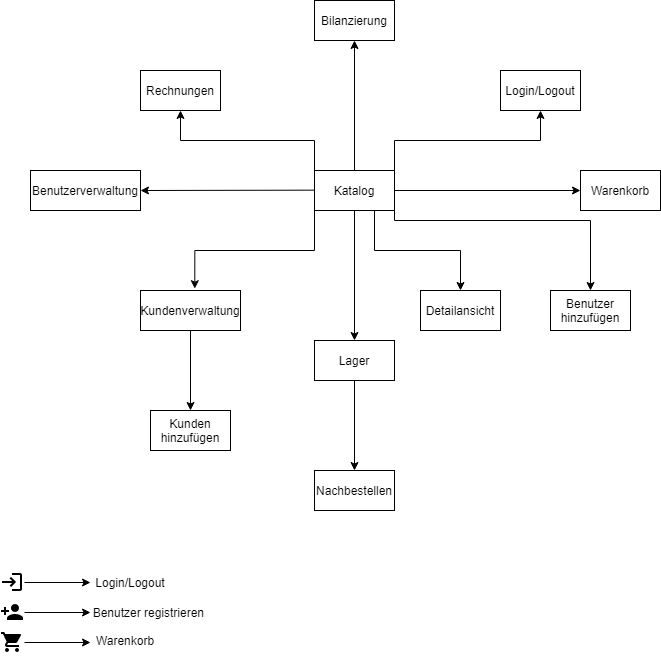 Bilanzierung
Rechnungen
Login/Logout
Benutzerverwaltung
Katalog
Warenkorb
Kundenverwaltung
Detailansicht
Benutzer
hinzufügen
Lager
Kunden
hinzufügen
Nachbestellen
Login/Logout
Benutzer registrieren
Warenkorb